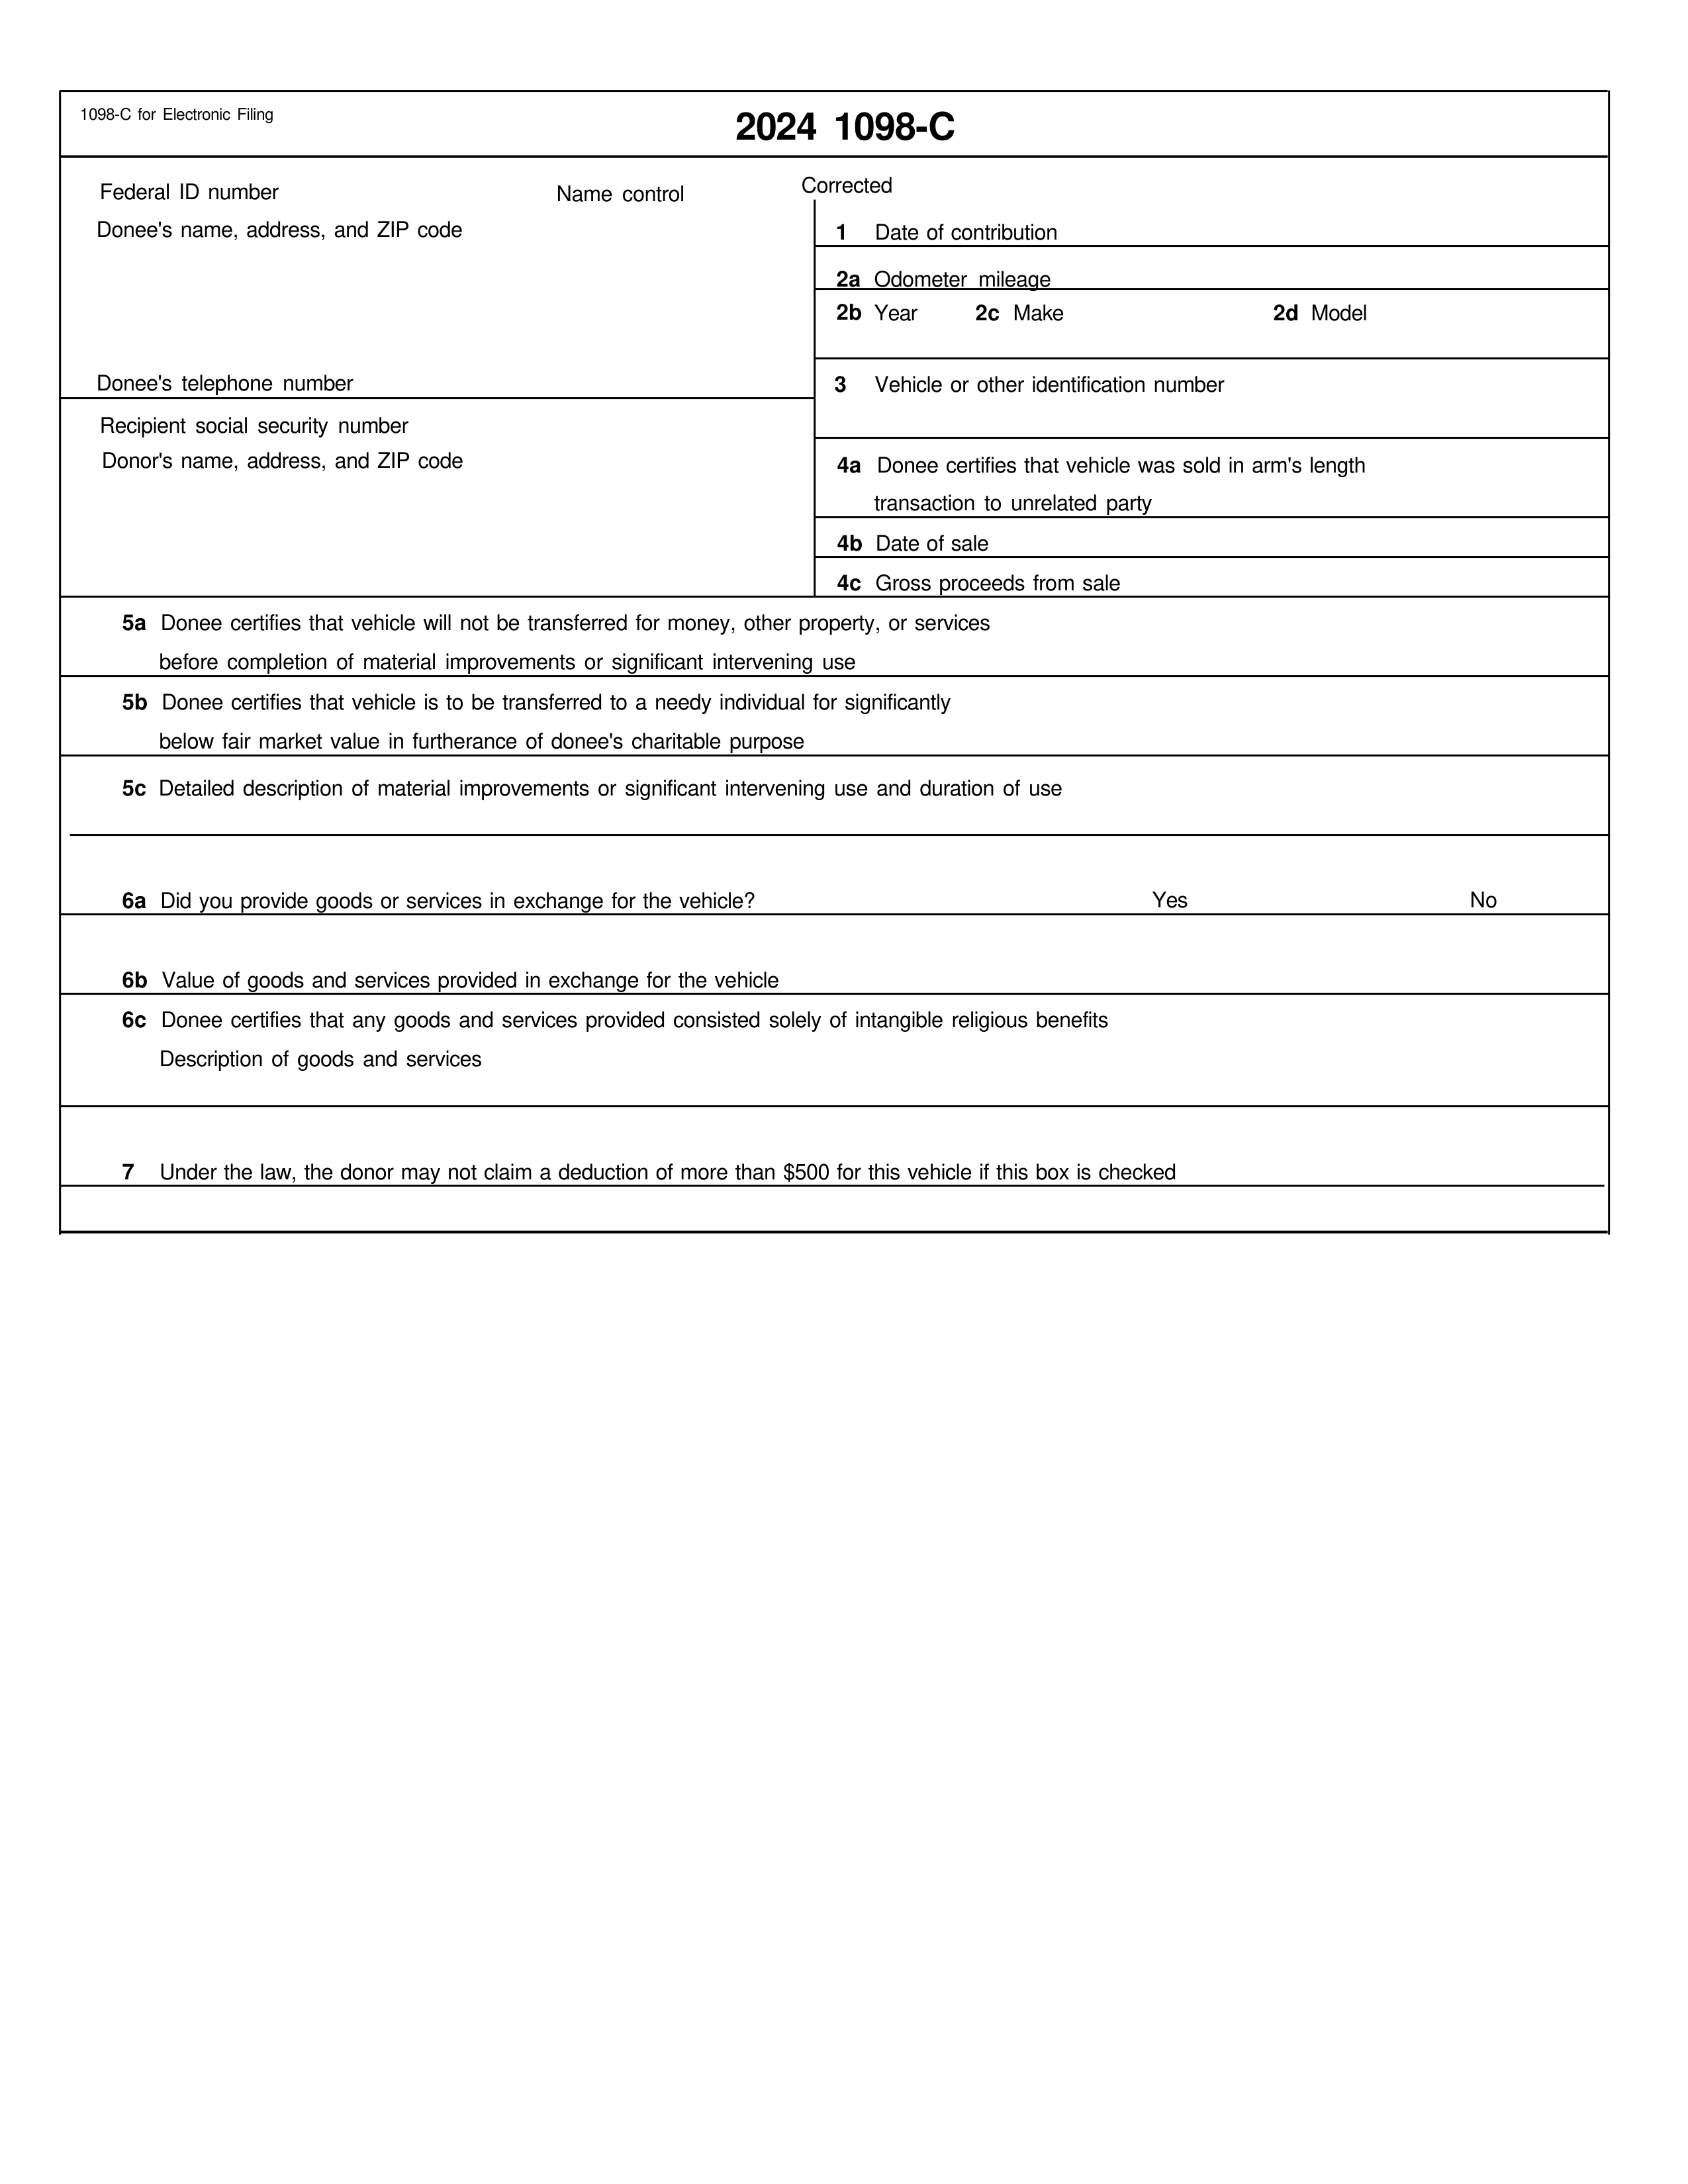 1098-C for Electronic Filing
2024 1098-C
Federal ID number
Name control
Corrected
Donee's name, address, and ZIP code
1 Date of contribution
2a Odometer mileage
2b Year 2c Make 2d Model
Donee's telephone number
3 Vehicle or other identification number
Recipient social security number
Donor's name, address, and ZIP code
4a Donee certifies that vehicle was sold in arm's length
transaction to unrelated party
4b Date of sale
4c Gross proceeds from sale
5a Donee certifies that vehicle will not be transferred for money, other property, or services
before completion of material improvements or significant intervening use
5b Donee certifies that vehicle is to be transferred to a needy individual for significantly
below fair market value in furtherance of donee's charitable purpose
5c Detailed description of material improvements or significant intervening use and duration of use
6a Did you provide goods or services in exchange for the vehicle? Yes No
6b Value of goods and services provided in exchange for the vehicle
6c Donee certifies that any goods and services provided consisted solely of intangible religious benefits
Description of goods and services
7 Under the law, the donor may not claim a deduction of more than $500 for this vehicle if this box is checked